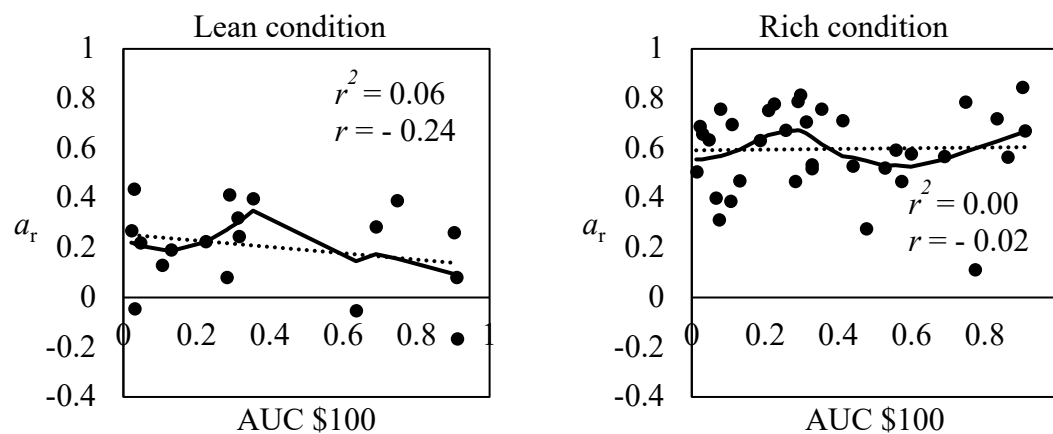 Lean condition
1
0.8
0.6
0.4
0.2
0
-0.2
-0.4
a_r
r² = 0.06
r = - 0.24
0 0.2 0.4 0.6 0.8 1
AUC $100
Rich condition
1
0.8
0.6
0.4
0.2
0
-0.2
-0.4
a_r
r² = 0.00
r = - 0.02
0 0.2 0.4 0.6 0.8
AUC $100